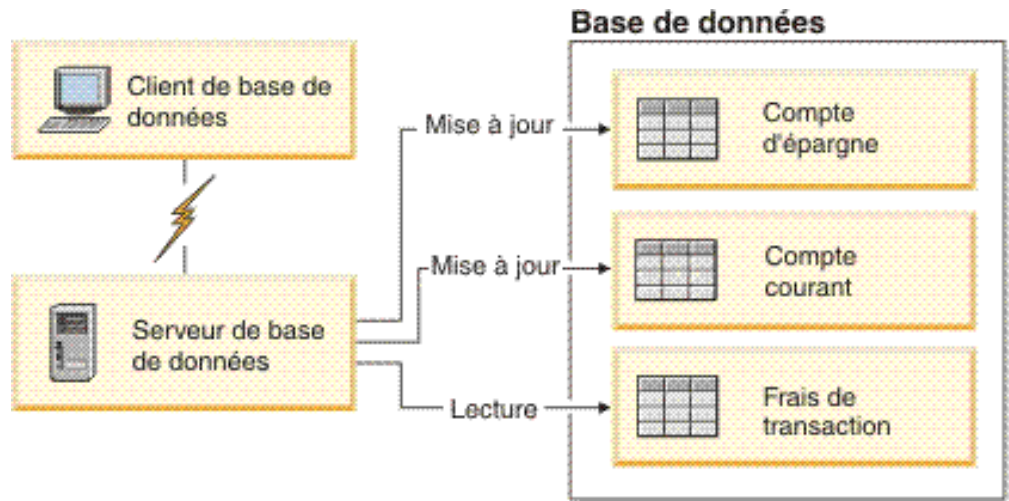 Base de données
Client de base de
données
Mise à jour
Compte
d'épargne
Mise à jour
Compte
courant
Serveur de base
de données
Lecture
Frais de
transaction